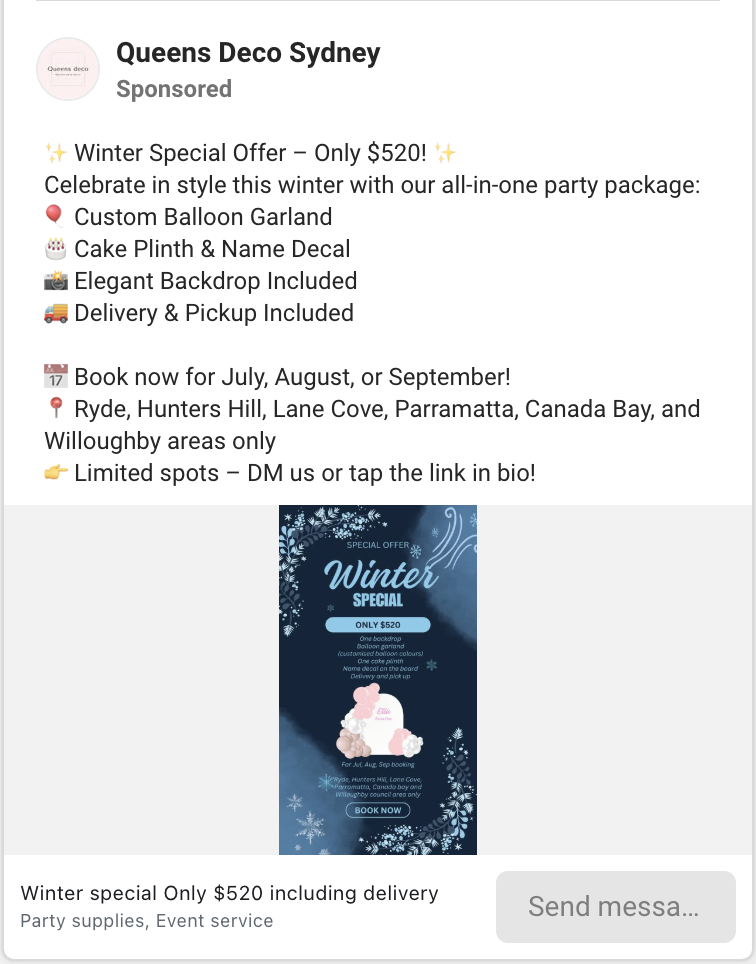 Queens deco
Queens Deco Sydney
Sponsored
✨ Winter Special Offer – Only $520! ✨
Celebrate in style this winter with our all-in-one party package:
🎈 Custom Balloon Garland
🎂 Cake Plinth & Name Decal
📸 Elegant Backdrop Included
🚚 Delivery & Pickup Included
📅 Book now for July, August, or September!
📍 Ryde, Hunters Hill, Lane Cove, Parramatta, Canada Bay, and
Willoughby areas only
👉 Limited spots – DM us or tap the link in bio!
SPECIAL OFFER
Winter
SPECIAL
ONLY $520
One backdrop
Balloon garland
(customised balloon colours)
One cake plinth
Name decal on the board
Delivery and pick up
For Jul, Aug, Sep booking
Ryde, Hunters Hill, Lane Cove,
Parramatta, Canada bay and
Willoughby council area only
BOOK NOW
Winter special Only $520 including delivery
Party supplies, Event service
Send messa...